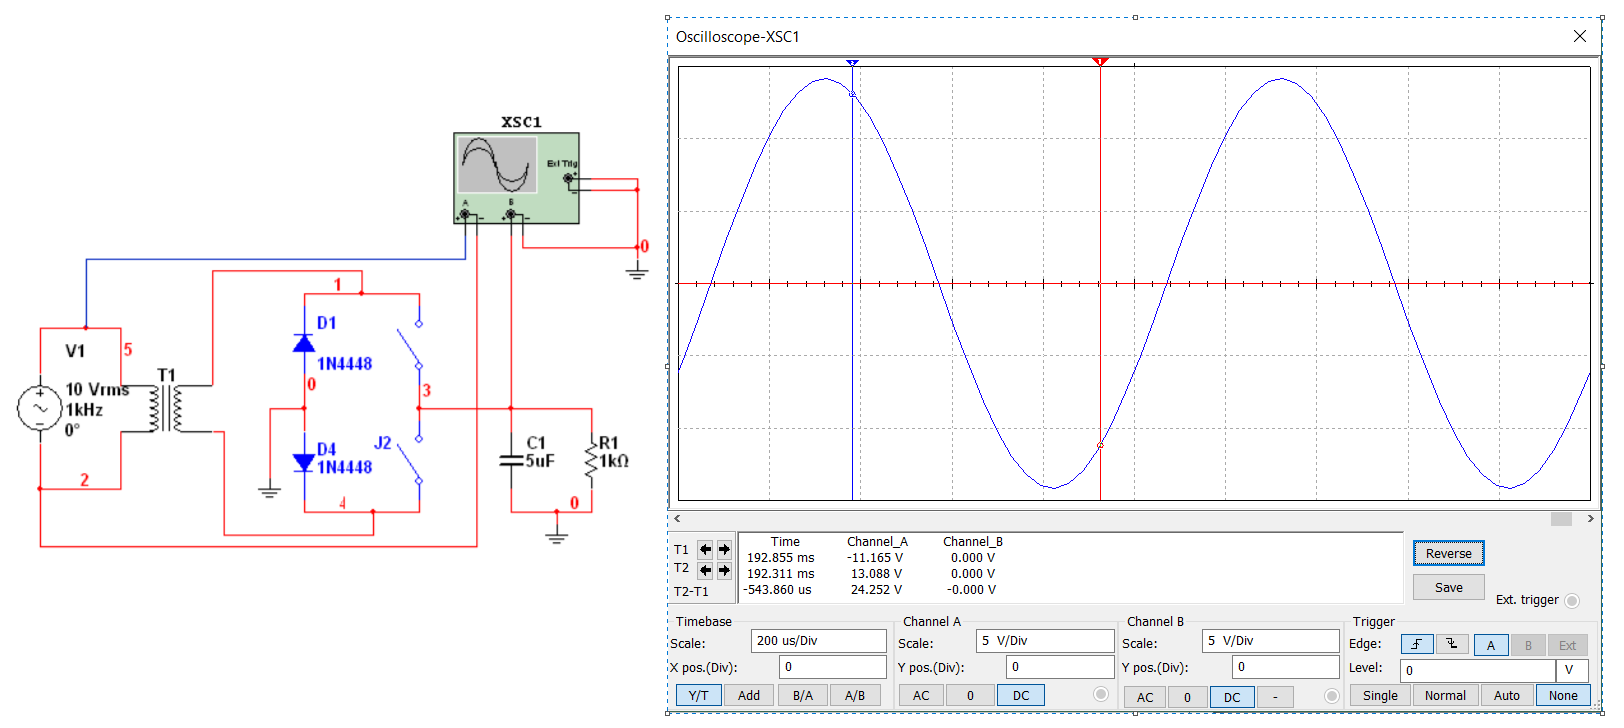 Oscilloscope-XSC1
XSC1
Ext Trig
+
−
A
B
+
−
+
−
0
1
D1
1N4448
0
3
V1
10 Vrms
1kHz
0°
5
T1
2
D4
1N4448
J2
4
C1
5uF
R1
1kΩ
0
2
1
T1
T2
T2-T1
Time Channel_A Channel_B
192.855 ms -11.165 V 0.000 V
192.311 ms 13.088 V 0.000 V
-543.860 us 24.252 V -0.000 V
Reverse
Save
Ext. trigger
Timebase
Scale: 200 us/Div
X pos.(Div): 0
Y/T Add B/A A/B
Channel A
Scale: 5 V/Div
Y pos.(Div): 0
AC 0 DC
Channel B
Scale: 5 V/Div
Y pos.(Div): 0
AC 0 DC -
Trigger
Edge: A B Ext
Level: 0 V
Single Normal Auto None